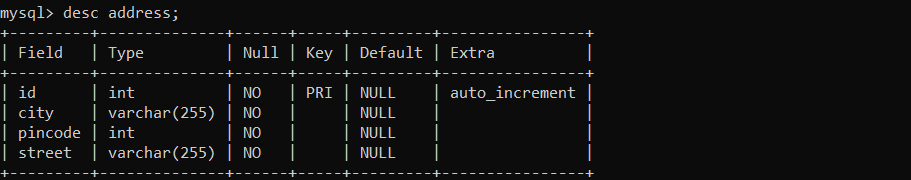 mysql> desc address;
+---------+--------------+------+-----+---------+----------------+
| Field   | Type         | Null | Key | Default | Extra          |
+---------+--------------+------+-----+---------+----------------+
| id      | int          | NO   | PRI | NULL    | auto_increment |
| city    | varchar(255) | NO   |     | NULL    |                |
| pincode | int          | NO   |     | NULL    |                |
| street  | varchar(255) | NO   |     | NULL    |                |
+---------+--------------+------+-----+---------+----------------+